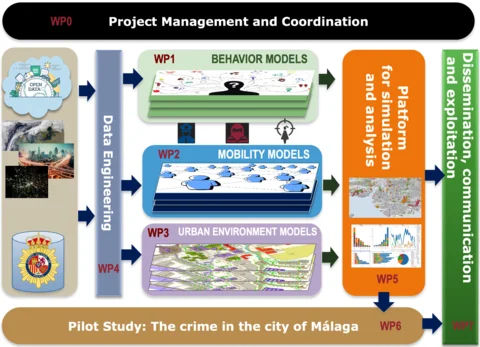 WP0 Project Management and Coordination
OPEN
DATA
Data Engineering
WP4
WP1 BEHAVIOR MODELS
WP2 MOBILITY MODELS
WP3 URBAN ENVIRONMENT MODELS
Platform
for simulation
and analysis
WP5
Dissemination, communication
and exploitation
WP7
Pilot Study: The crime in the city of Málaga WP6